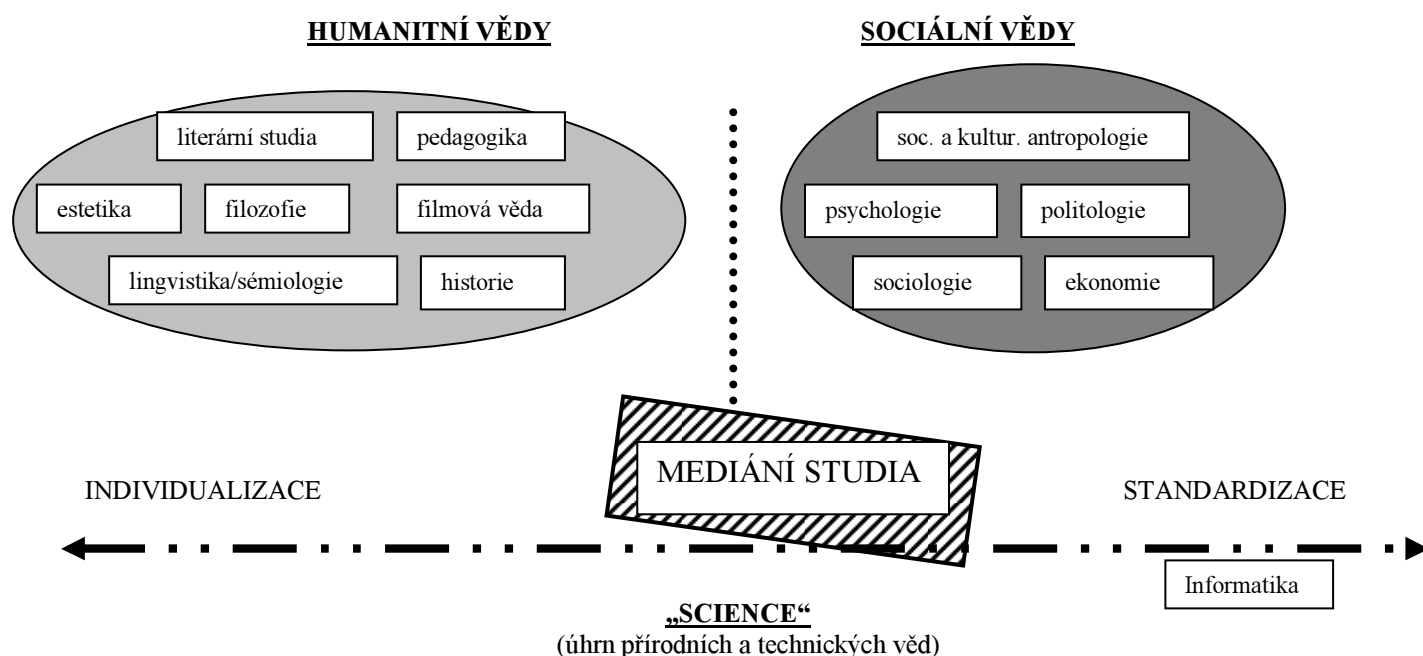 HUMANITNÍ VĚDY
SOCIÁLNÍ VĚDY
literární studia
pedagogika
estetika
filozofie
filmová věda
lingvistika/sémiologie
historie
soc. a kultur. antropologie
psychologie
politologie
sociologie
ekonomie
MEDIÁNÍ STUDIA
INDIVIDUALIZACE
STANDARDIZACE
Informatika
„SCIENCE“
(úhrn přírodních a technických věd)